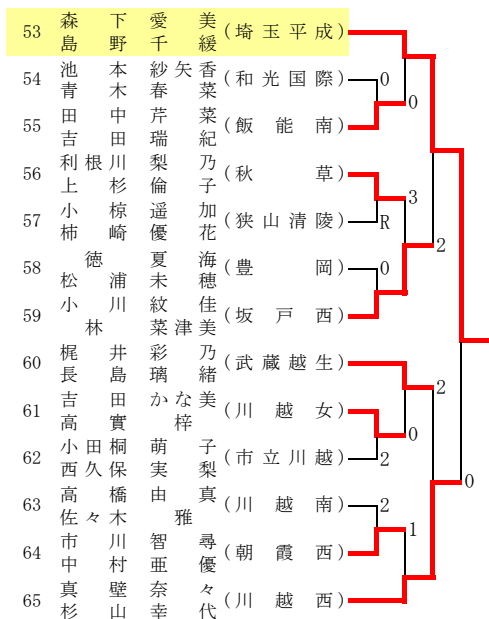 53 森下愛美 (埼玉平成)
島野千緩
54 池本紗矢香 (和光国際) 0
青木春菜
0
55 田中芹菜 (飯能南)
吉田瑞紀
56 利根川梨乃 (秋草)
上杉倫子
3
57 小椋遥加 (狭山清陵) R
柿崎優花
2
58 徳夏海 (豊岡) 0
松浦未穂
59 小川紋佳 (坂戸西)
林菜津美
60 梶井彩乃 (武蔵越生)
長島璃緒
2
61 吉田かな美 (川越女)
高實梓
0
62 小田桐萌子 (市立川越) 2
西久保実梨
0
63 高橋由真 (川越南) 2
佐々木雅
1
64 市川智尋 (朝霞西)
中村亜優
65 真壁奈々 (川越西)
杉山幸代